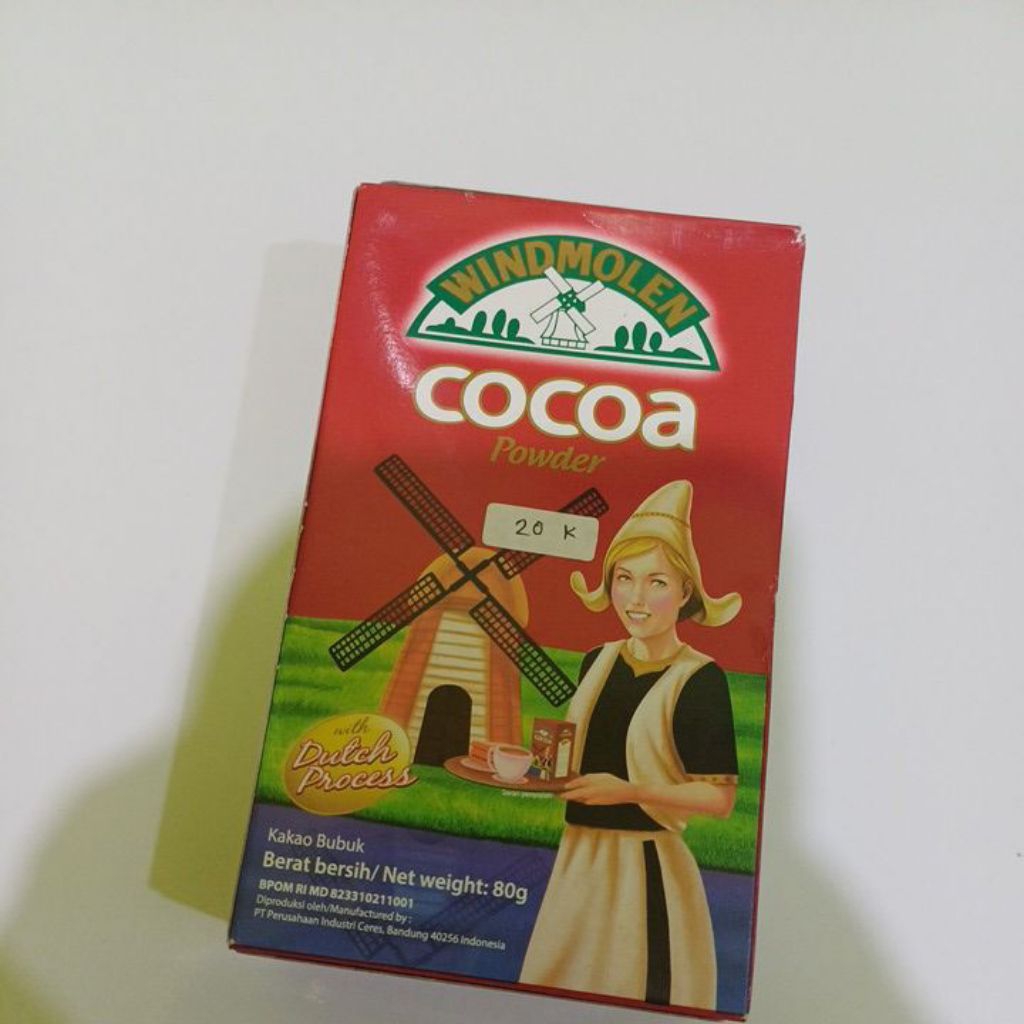 WINDMOLEN
cocoa
Powder
20 K
with
Dutch
Process
Kakao Bubuk
Berat bersih/ Net weight: 80g
BPOM RI MD 823310211001
Diproduksi oleh/Manufactured by :
PT Perusahaan Industri Ceres, Bandung 40256 Indonesia